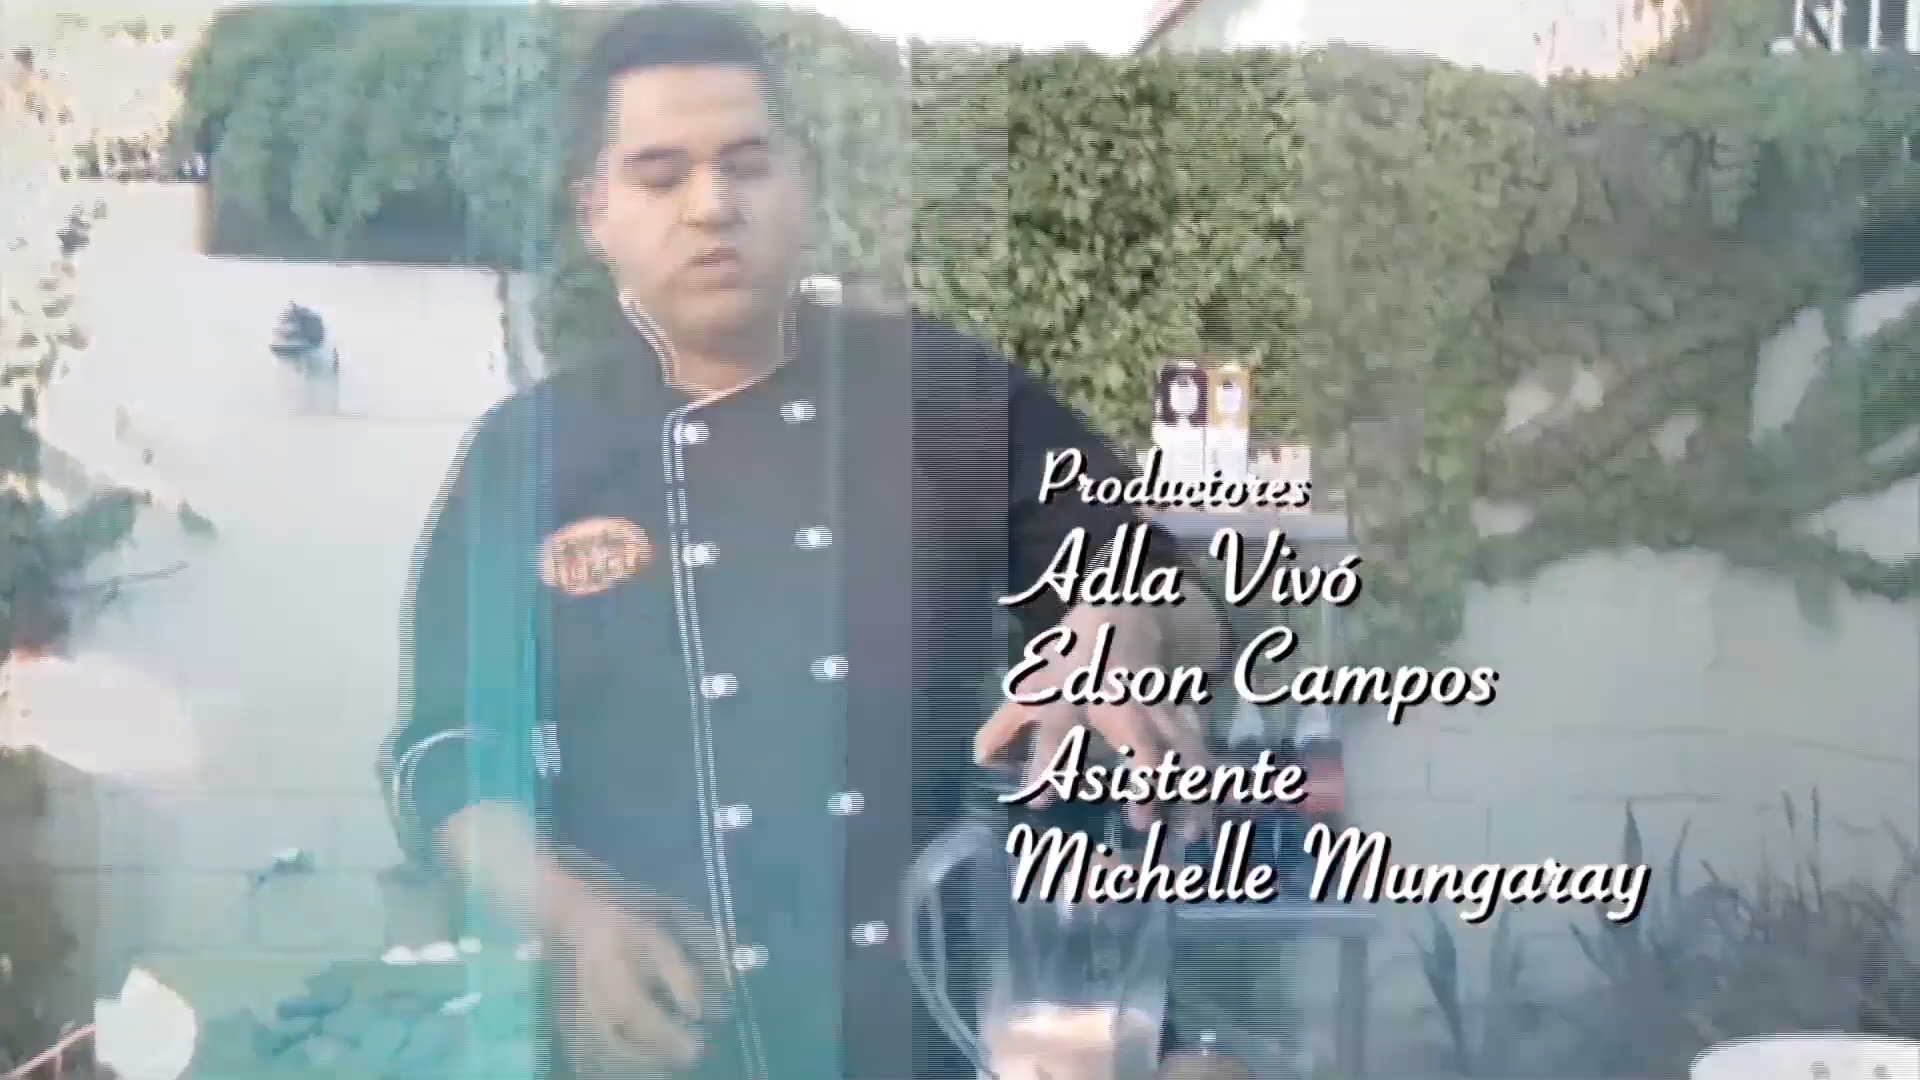 Productores
Adla Vivó
Edson Campos
Asistente
Michelle Mungaray